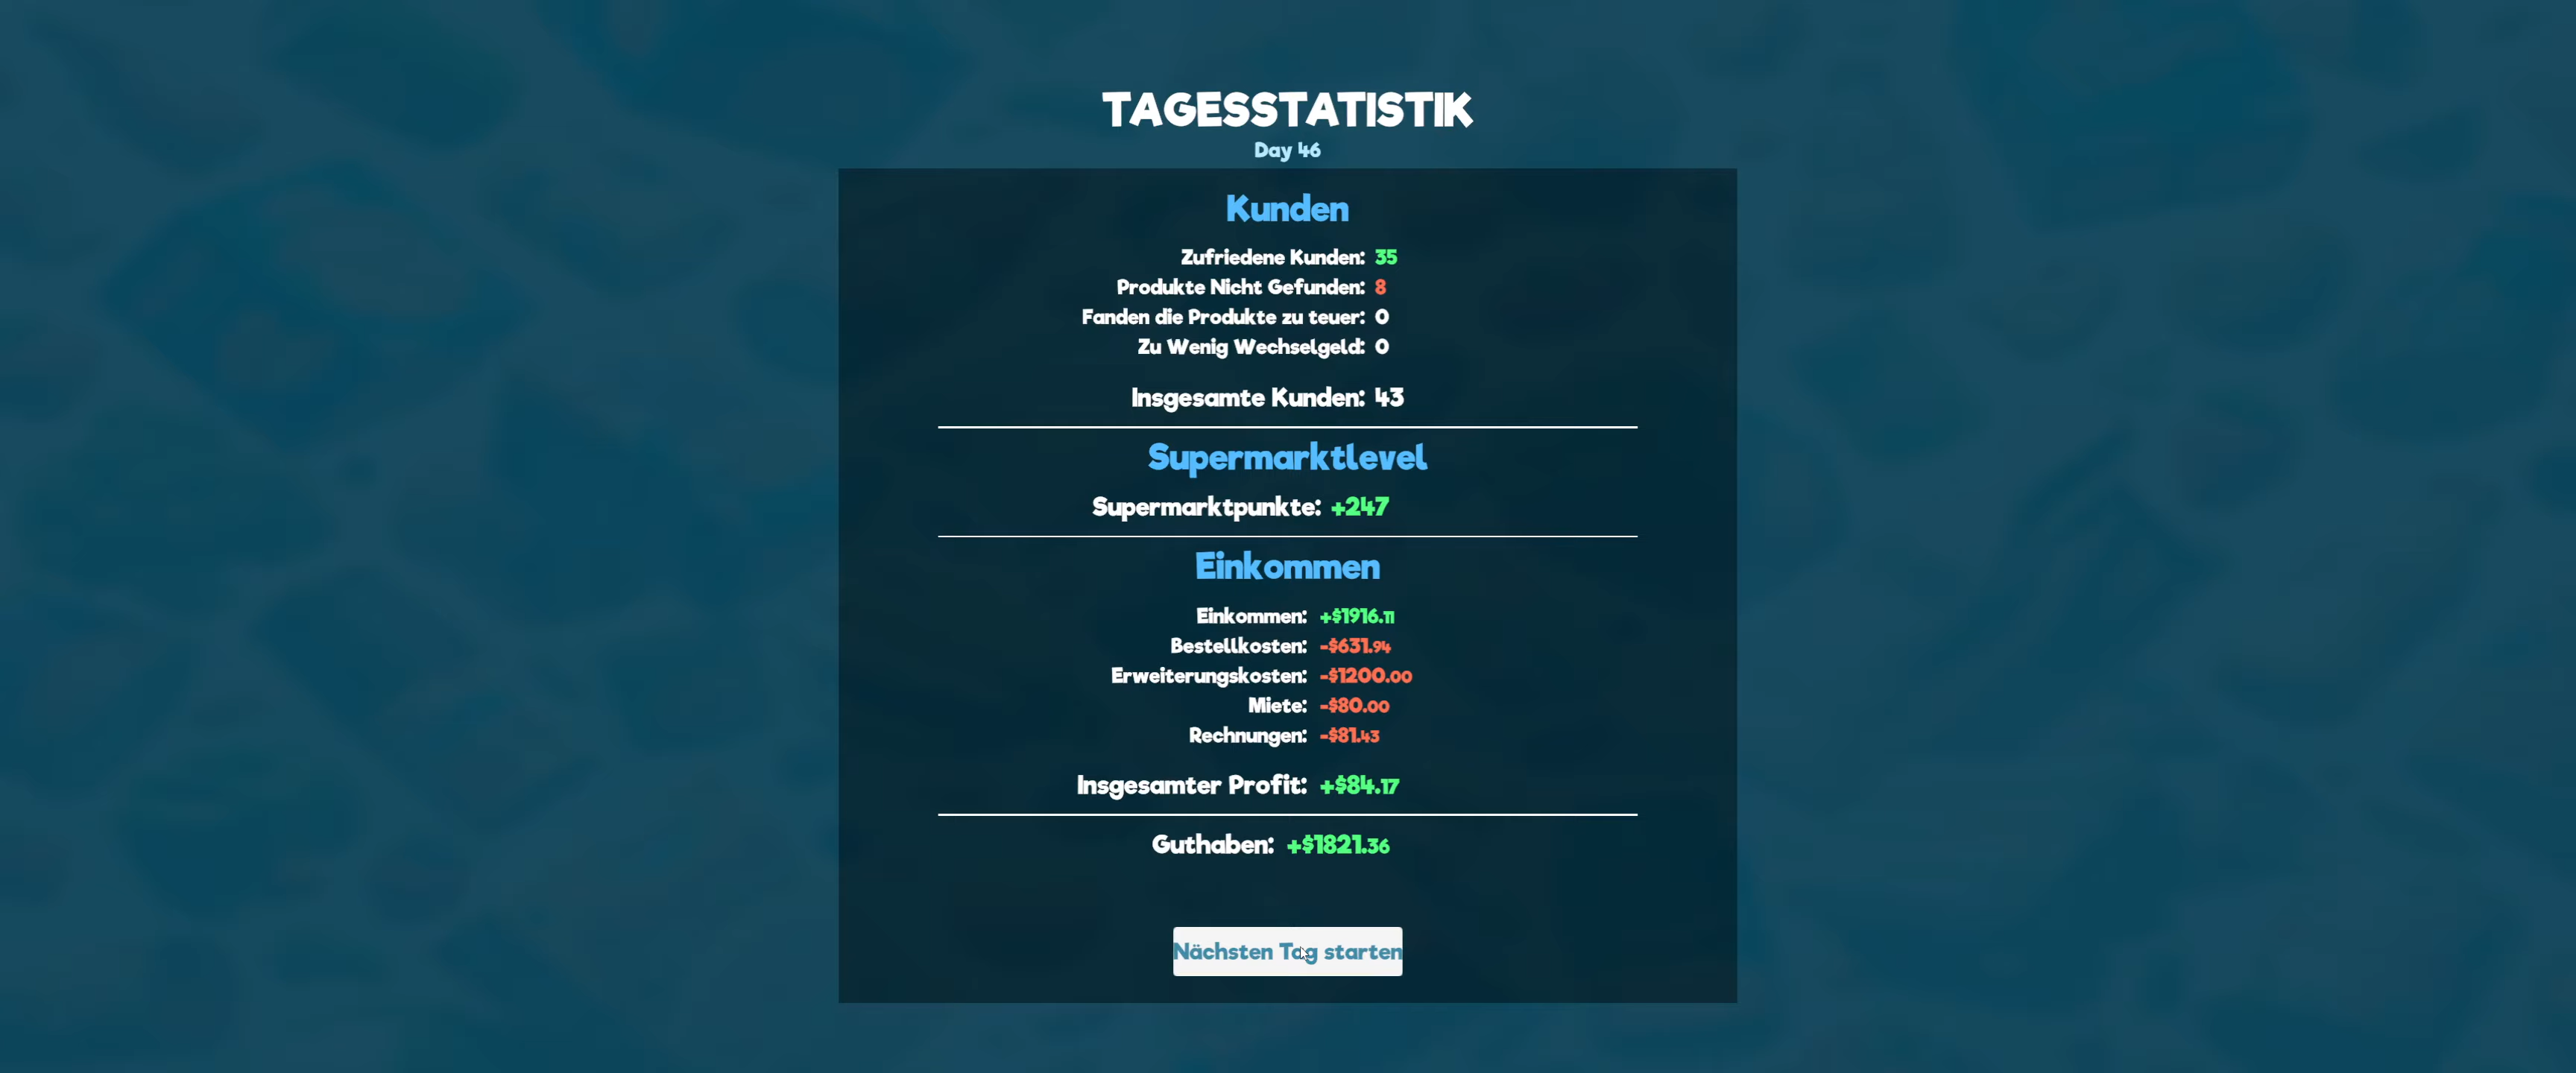 TAGESSTATISTIK
Day 46
Kunden
Zufriedene Kunden: 35
Produkte Nicht Gefunden: 8
Fanden die Produkte zu teuer: 0
Zu Wenig Wechselgeld: 0
Insgesamte Kunden: 43
Supermarktlevel
Supermarktpunkte: +247
Einkommen
Einkommen: +$1916.11
Bestellkosten: -$631.94
Erweiterungskosten: -$1200.00
Miete: -$80.00
Rechnungen: -$81.43
Insgesamter Profit: +$84.17
Guthaben: +$1821.36
Nächsten Tag starten